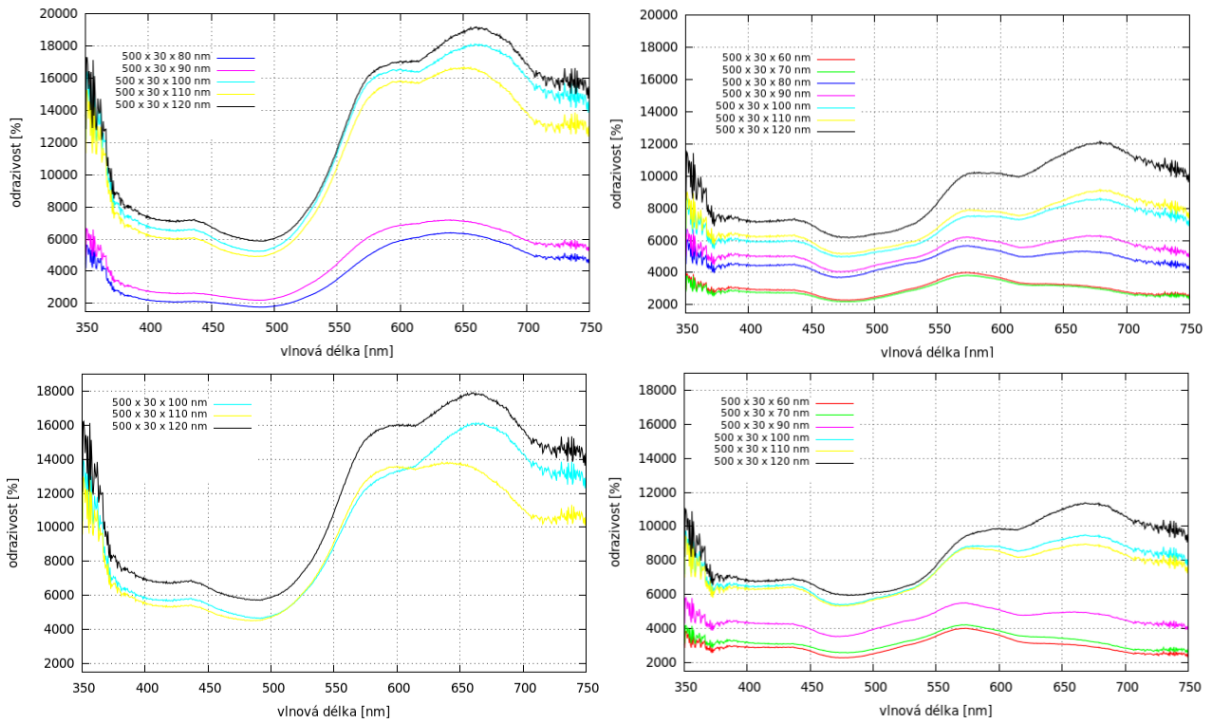 20000
18000
16000
14000
12000
10000
8000
6000
4000
2000
odrazivost [%]
500 x 30 x 80 nm
500 x 30 x 90 nm
500 x 30 x 100 nm
500 x 30 x 110 nm
500 x 30 x 120 nm
350 400 450 500 550 600 650 700 750
vlnová délka [nm]
20000
18000
16000
14000
12000
10000
8000
6000
4000
2000
odrazivost [%]
500 x 30 x 60 nm
500 x 30 x 70 nm
500 x 30 x 80 nm
500 x 30 x 90 nm
500 x 30 x 100 nm
500 x 30 x 110 nm
500 x 30 x 120 nm
350 400 450 500 550 600 650 700 750
vlnová délka [nm]
18000
16000
14000
12000
10000
8000
6000
4000
2000
odrazivost [%]
500 x 30 x 100 nm
500 x 30 x 110 nm
500 x 30 x 120 nm
350 400 450 500 550 600 650 700 750
vlnová délka [nm]
18000
16000
14000
12000
10000
8000
6000
4000
2000
odrazivost [%]
500 x 30 x 60 nm
500 x 30 x 70 nm
500 x 30 x 90 nm
500 x 30 x 100 nm
500 x 30 x 110 nm
500 x 30 x 120 nm
350 400 450 500 550 600 650 700 750
vlnová délka [nm]